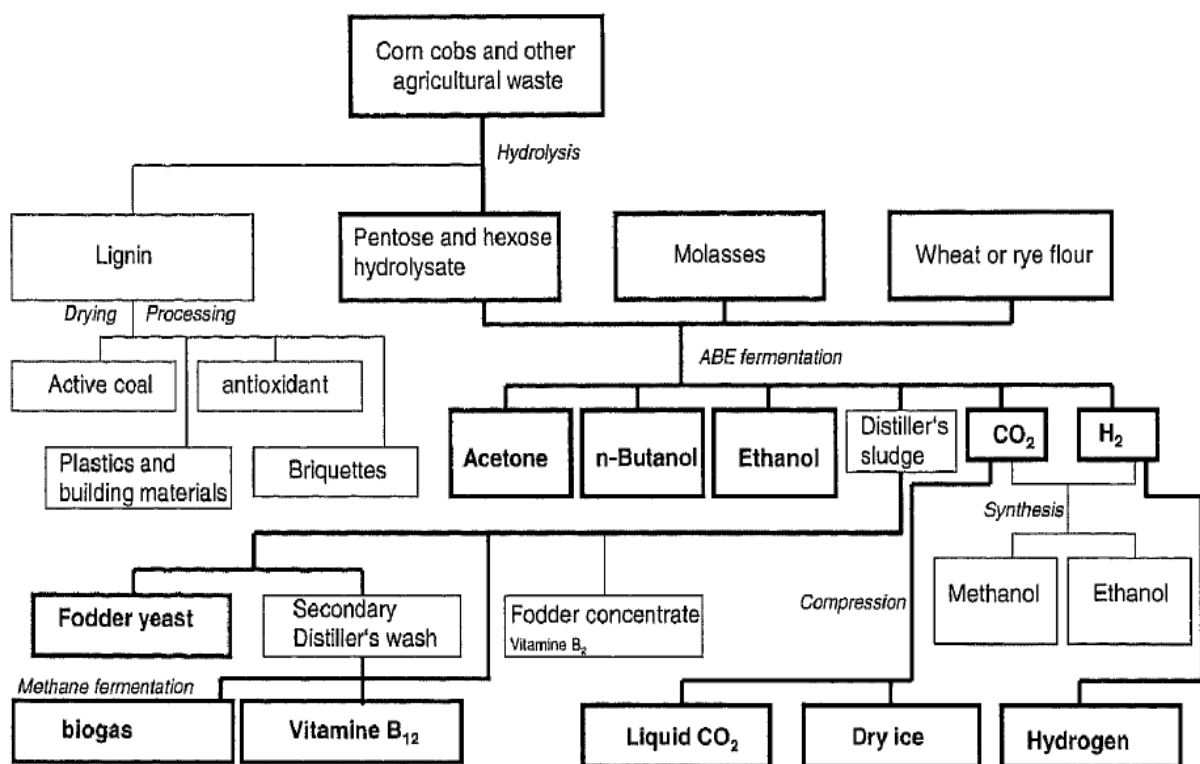 Corn cobs and other
agricultural waste
Hydrolysis
Lignin
Pentose and hexose
hydrolysate
Molasses
Wheat or rye flour
Drying
Processing
ABE fermentation
Active coal
antioxidant
Plastics and
building materials
Briquettes
Acetone
n-Butanol
Ethanol
Distiller's
sludge
CO₂
H₂
Synthesis
Methanol
Ethanol
Compression
Fodder yeast
Secondary
Distiller's wash
Fodder concentrate
Vitamine B₂
Methane fermentation
biogas
Vitamine B₁₂
Liquid CO₂
Dry ice
Hydrogen